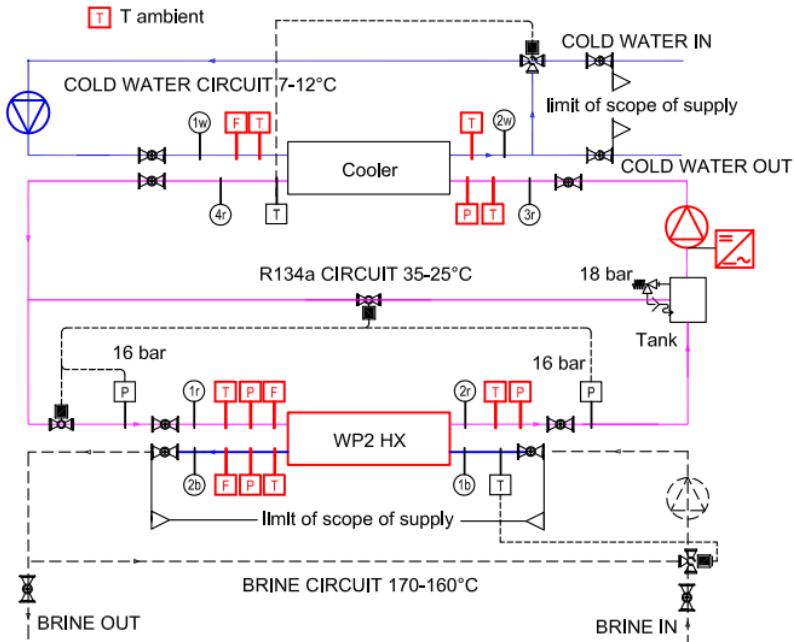 T T ambient
COLD WATER IN
COLD WATER CIRCUIT 7-12°C
limit of scope of supply
1w F T T 2w
COLD WATER OUT
Cooler
4r T P T 3r
R134a CIRCUIT 35-25°C
18 bar
Tank
16 bar 16 bar
P 1r T P F 2r T P P
WP2 HX
2b F P T 1b T
limit of scope of supply
BRINE CIRCUIT 170-160°C
BRINE OUT BRINE IN